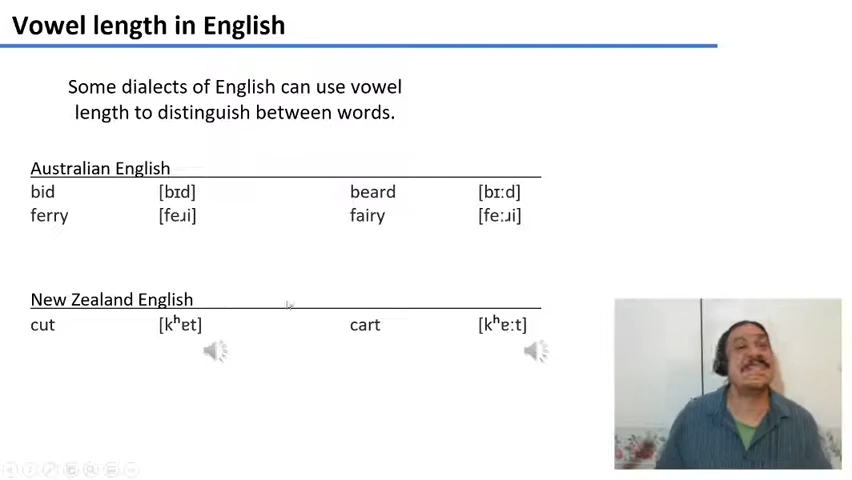 Vowel length in English
Some dialects of English can use vowel
length to distinguish between words.
Australian English
bid [bɪd] beard [bɪːd]
ferry [feɹi] fairy [feːɹi]
New Zealand English
cut [kʰɐt] cart [kʰɐːt]